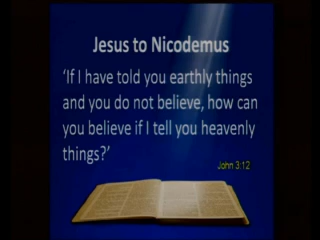 Jesus to Nicodemus
‘If I have told you earthly things
and you do not believe, how can
you believe if I tell you heavenly
things?’
John 3:12